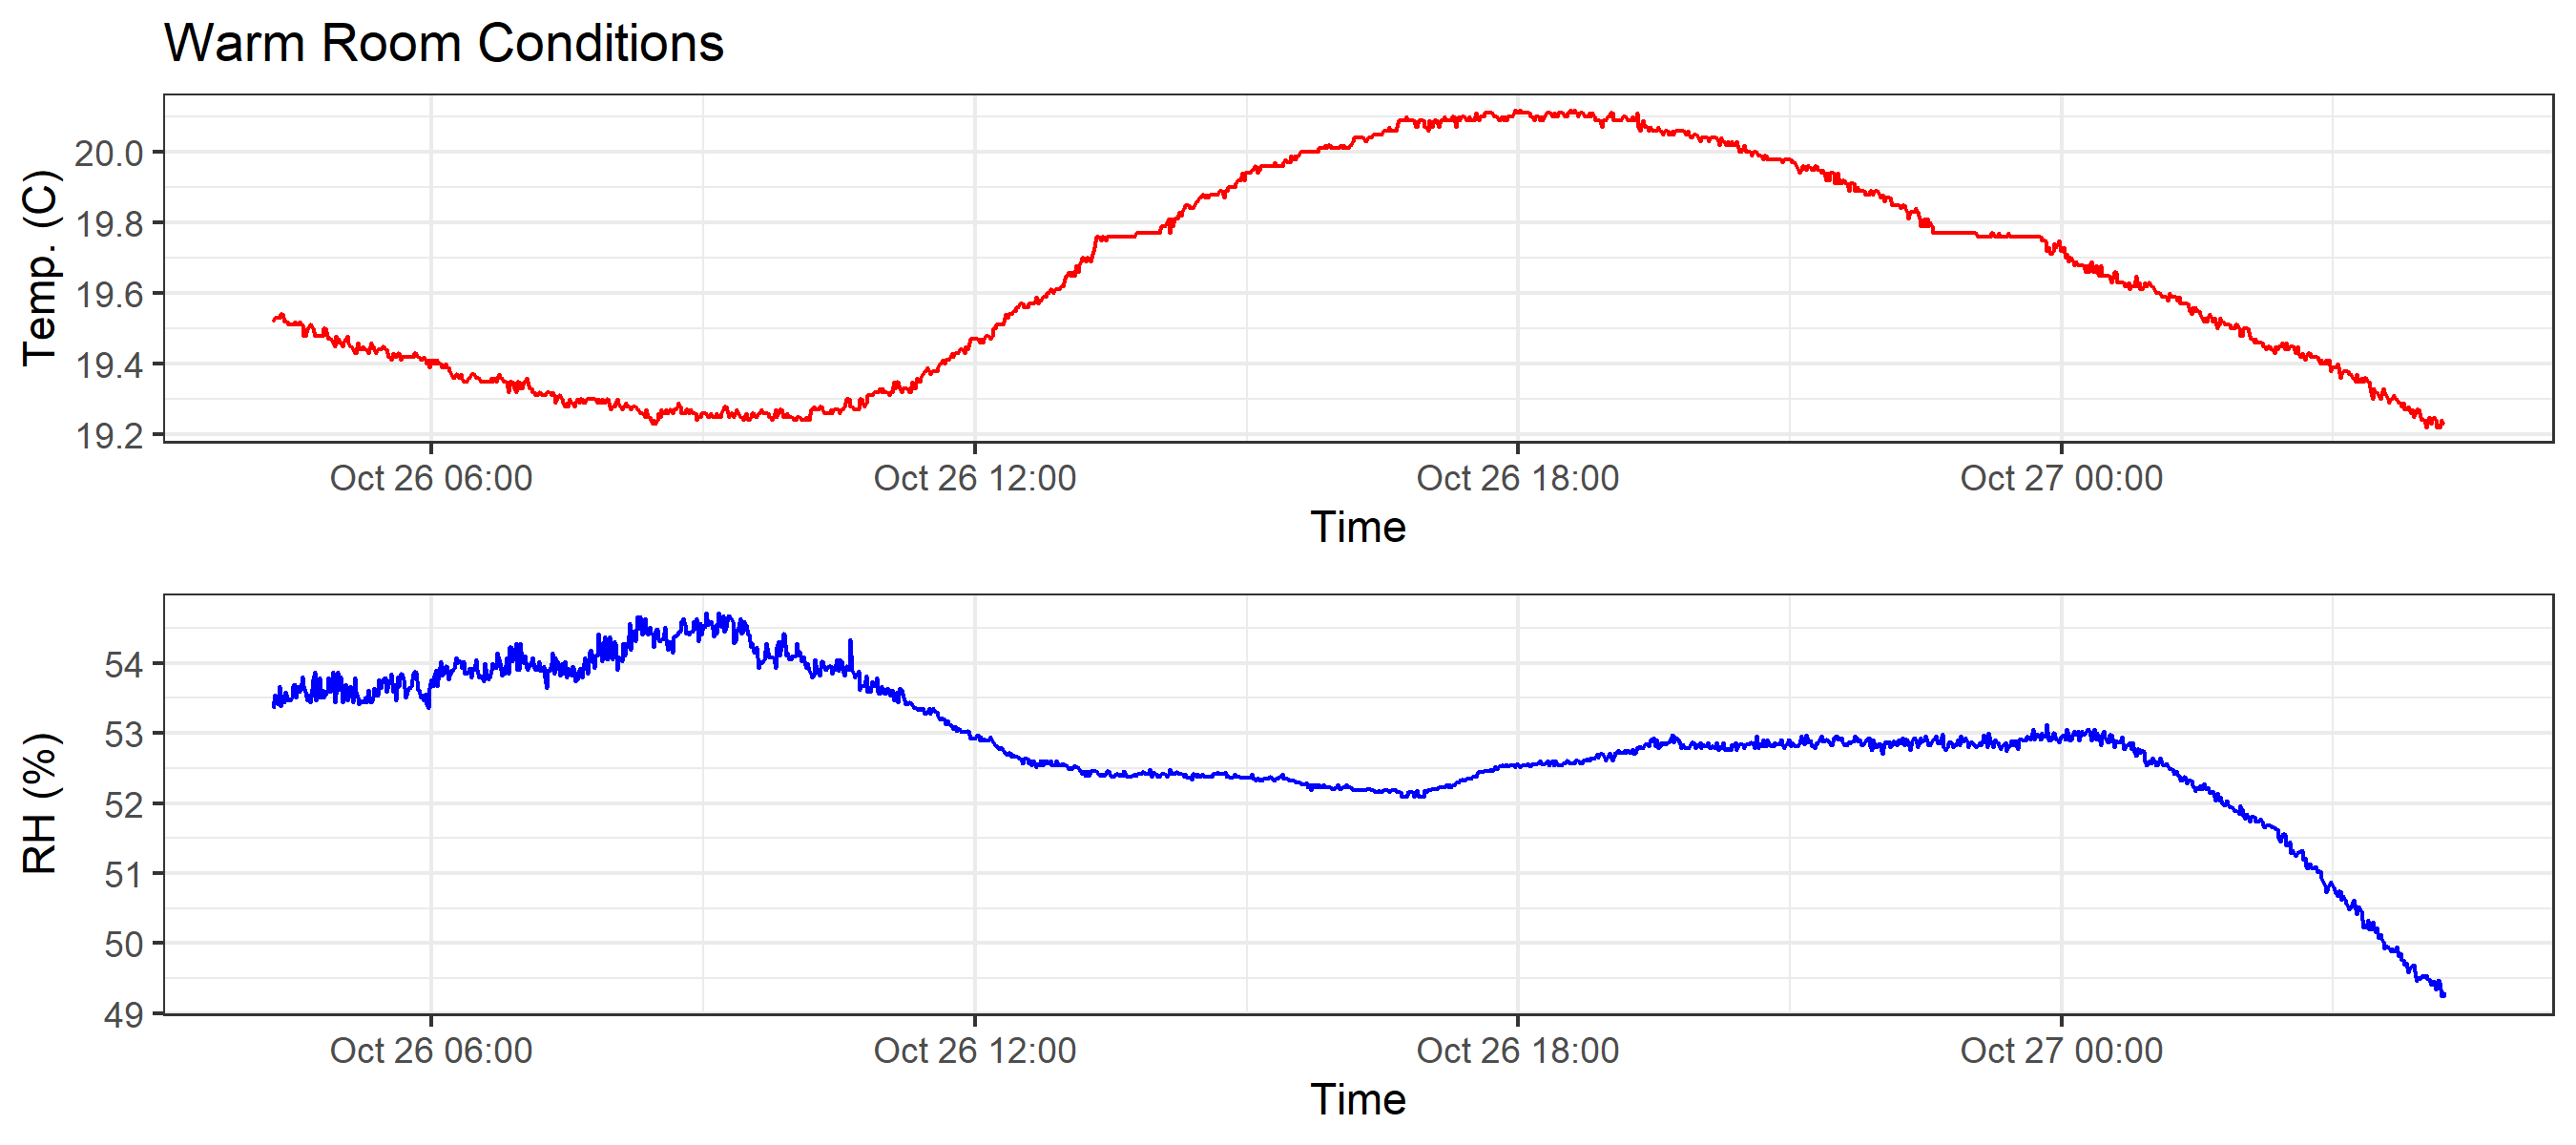 Warm Room Conditions
Temp. (C)
20.0
19.8
19.6
19.4
19.2
Oct 26 06:00 Oct 26 12:00 Oct 26 18:00 Oct 27 00:00
Time
RH (%)
54
53
52
51
50
49
Oct 26 06:00 Oct 26 12:00 Oct 26 18:00 Oct 27 00:00
Time